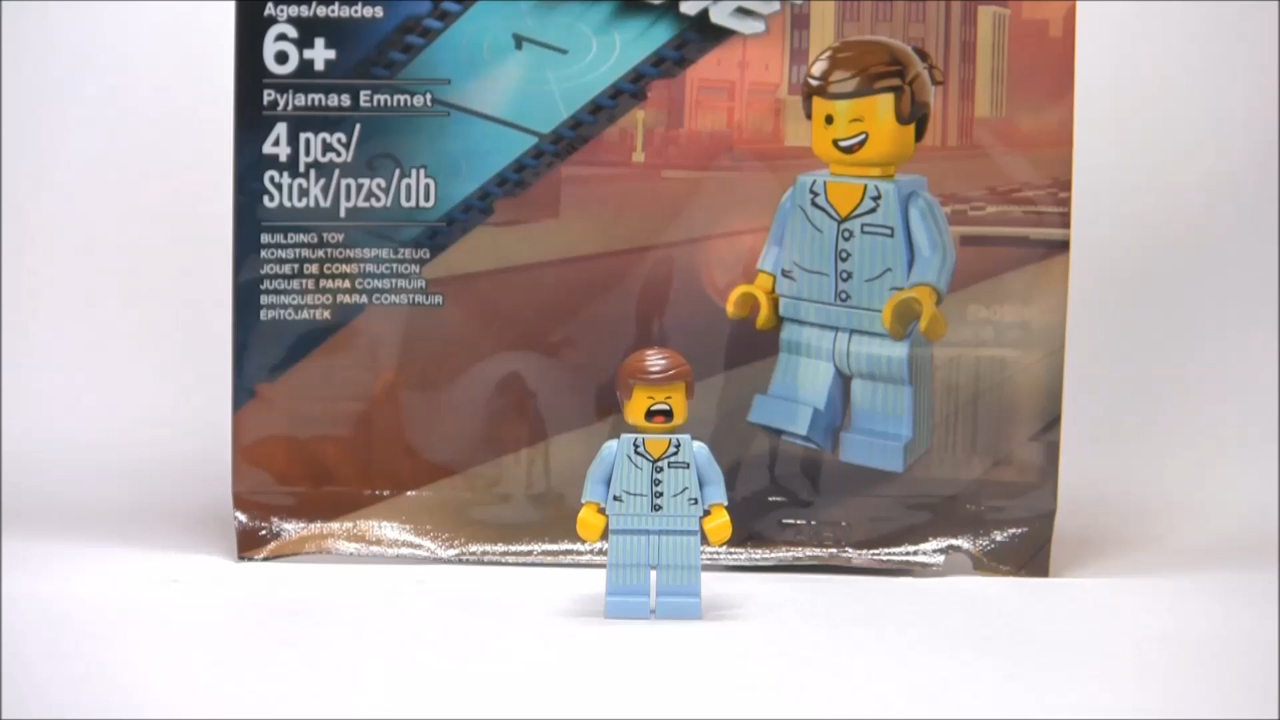 Ages/edades
6+
Pyjamas Emmet
4 pcs/
Stck/pzs/db
BUILDING TOY
KONSTRUKTIONSSPIELZEUG
JOUET DE CONSTRUCTION
JUGUETE PARA CONSTRUIR
BRINQUEDO PARA CONSTRUIR
ÉPÍTŐJÁTÉK
1